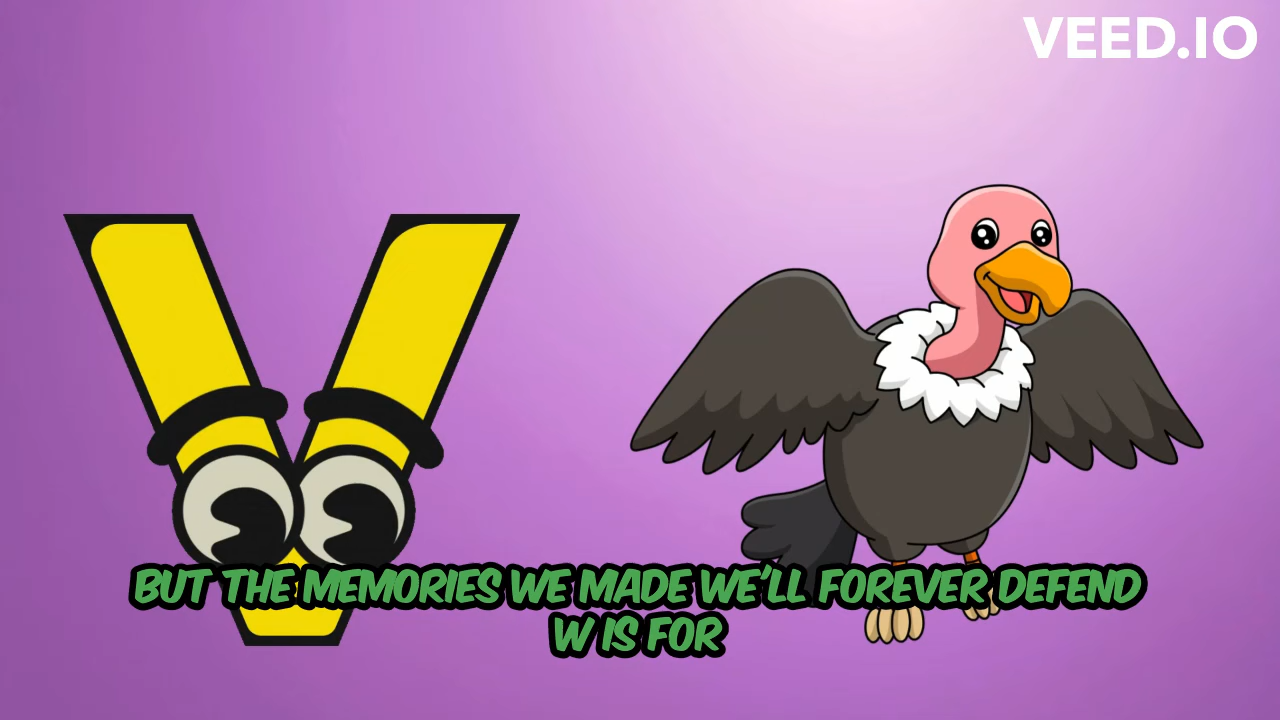 VEED.IO
V
BUT THE MEMORIES WE MADE WE'LL FOREVER DEFEND
W IS FOR